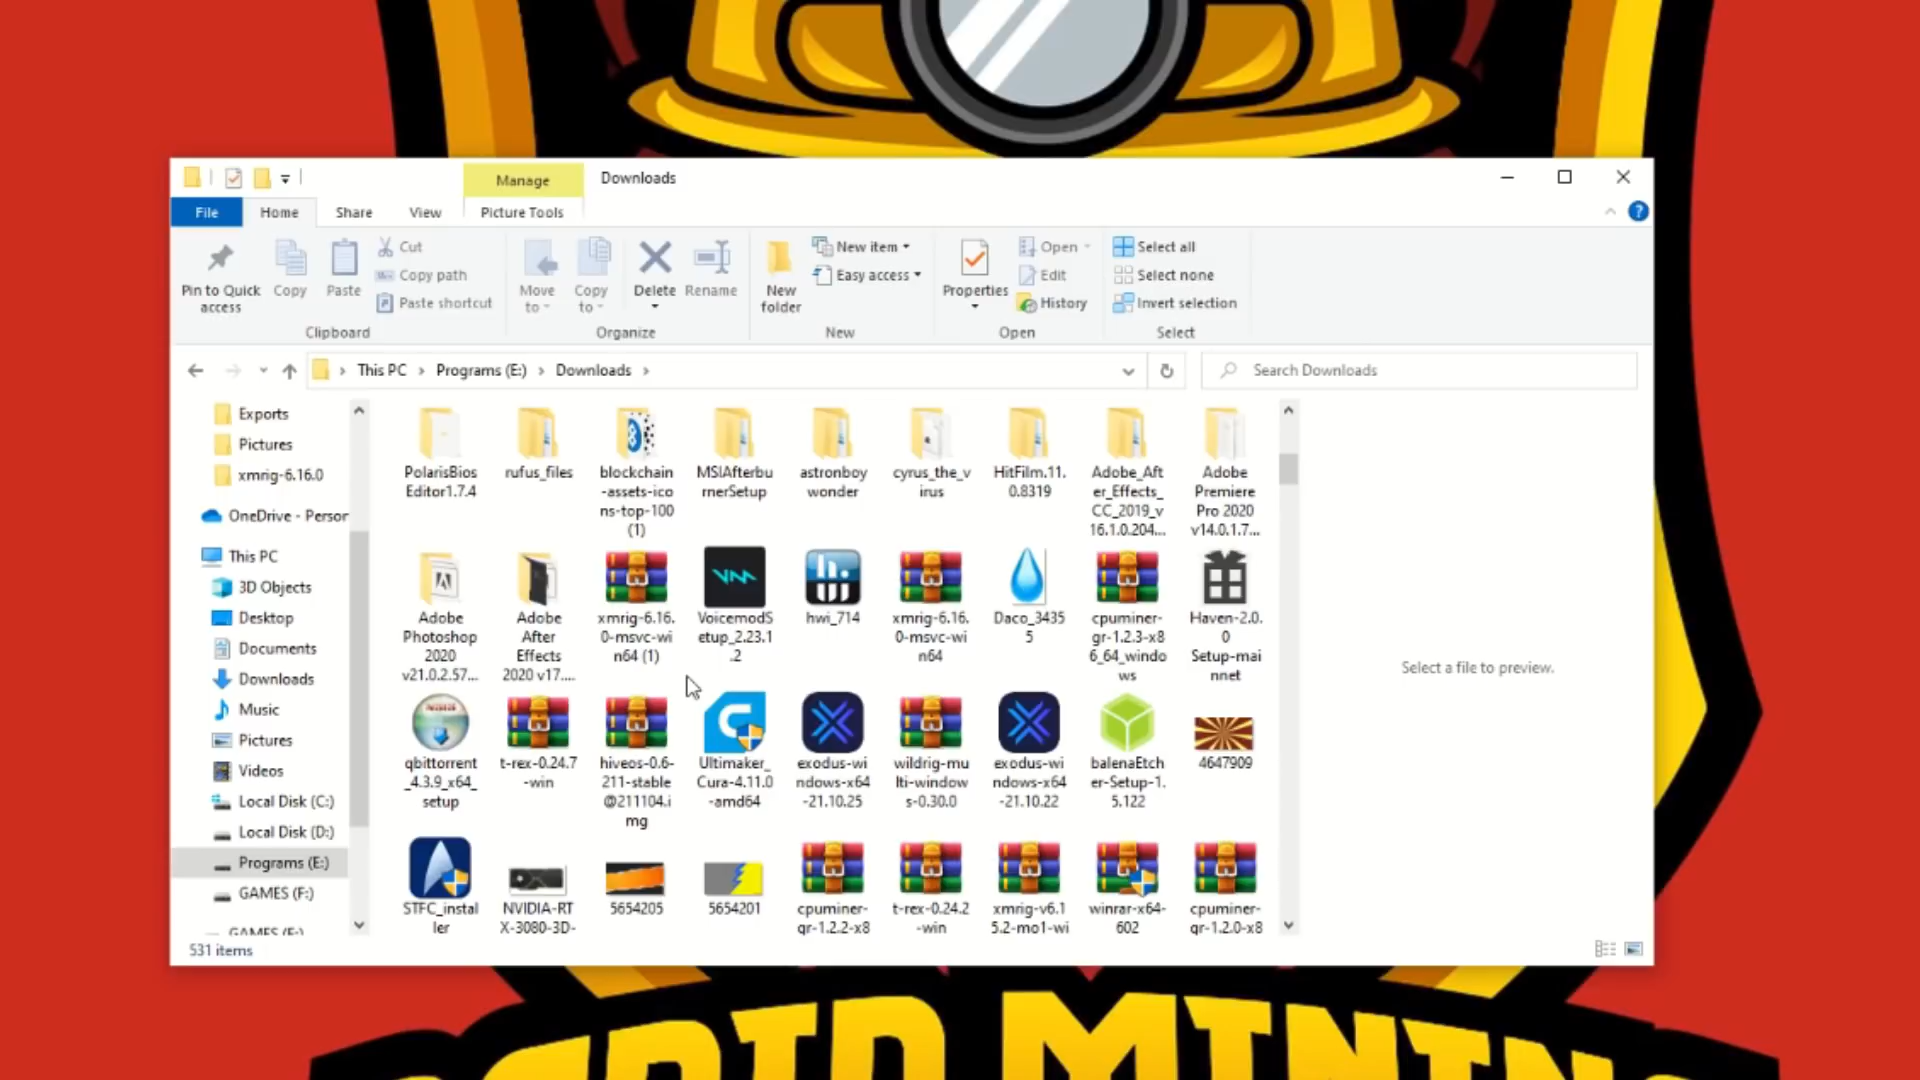 Manage
Downloads
File
Home
Share
View
Picture Tools
Pin to Quick
access
Copy
Paste
Cut
Copy path
Paste shortcut
Clipboard
Move
to
Copy
to
Delete
Rename
Organize
New
folder
New item
Easy access
New
Properties
Open
Edit
History
Open
Select all
Select none
Invert selection
Select
This PC
Programs (E:)
Downloads
Search Downloads
Exports
Pictures
xmrig-6.16.0
OneDrive - Person
This PC
3D Objects
Desktop
Documents
Downloads
Music
Pictures
Videos
Local Disk (C:)
Local Disk (D:)
Programs (E:)
GAMES (F:)
GAMES (F:)
PolarisBios
Editor1.7.4
rufus_files
blockchain
-assets-ico
ns-top-100
(1)
MSIAfterbu
rnerSetup
astronboy
wonder
cyrus_the_v
irus
HitFilm.11.
0.8319
Adobe_Aft
er_Effects_
CC_2019_v
16.1.0.204...
Adobe
Premiere
Pro 2020
v14.0.1.7...
Adobe
Photoshop
2020
v21.0.2.57...
Adobe
After
Effects
2020 v17....
xmrig-6.16.
0-msvc-wi
n64 (1)
VoicemodS
etup_2.23.1
.2
hwi_714
xmrig-6.16.
0-msvc-wi
n64
Daco_3435
5
cpuminer-
gr-1.2.3-x8
6_64_windo
ws
Haven-2.0.
0
Setup-mai
nnet
qbittorrent
_4.3.9_x64_
setup
t-rex-0.24.7
-win
hiveos-0.6-
211-stable
@211104.i
mg
Ultimaker_
Cura-4.11.0
-amd64
exodus-wi
ndows-x64
-21.10.25
wildrig-mu
lti-window
s-0.30.0
exodus-wi
ndows-x64
-21.10.22
balenaEtch
er-Setup-1.
5.122
4647909
STFC_instal
ler
NVIDIA-RT
X-3080-3D-
5654205
5654201
cpuminer-
gr-1.2.2-x8
t-rex-0.24.2
-win
xmrig-v6.1
5.2-mo1-wi
winrar-x64-
602
cpuminer-
gr-1.2.0-x8
Select a file to preview.
531 items
MINING